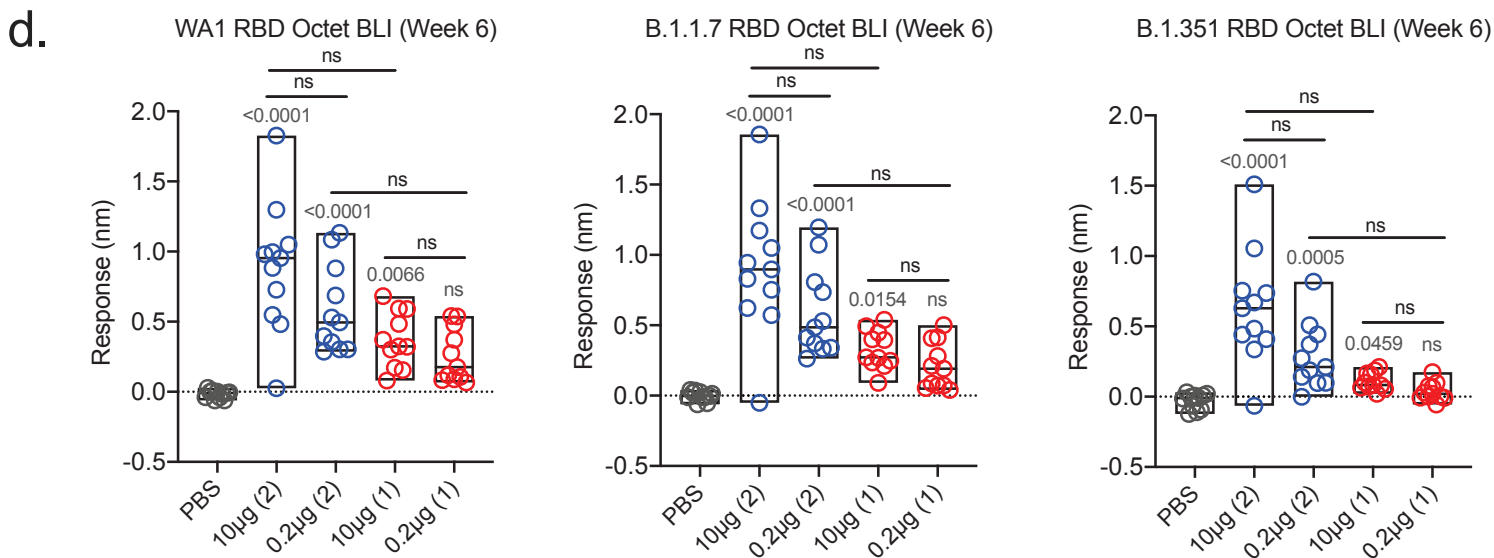 d.
WA1 RBD Octet BLI (Week 6)
ns
ns
<0.0001
<0.0001
ns
ns
0.0066
ns
Response (nm)
2.0
1.5
1.0
0.5
0.0
-0.5
PBS
10µg (2)
0.2µg (2)
10µg (1)
0.2µg (1)
B.1.1.7 RBD Octet BLI (Week 6)
ns
ns
<0.0001
<0.0001
ns
ns
0.0154
ns
Response (nm)
2.0
1.5
1.0
0.5
0.0
-0.5
PBS
10µg (2)
0.2µg (2)
10µg (1)
0.2µg (1)
B.1.351 RBD Octet BLI (Week 6)
ns
ns
<0.0001
0.0005
ns
ns
0.0459
ns
Response (nm)
2.0
1.5
1.0
0.5
0.0
-0.5
PBS
10µg (2)
0.2µg (2)
10µg (1)
0.2µg (1)